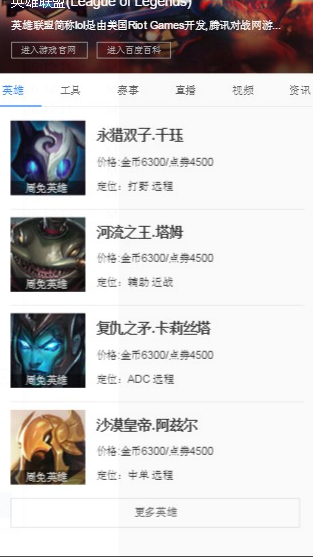 英雄联盟(League of Legends)
英雄联盟简称lol是由美国Riot Games开发,腾讯对战网游...
进入游戏官网
进入百度百科
英雄 工具 赛事 直播 视频 资讯
永猎双子.千珏
价格:金币6300/点券4500
定位：打野 远程
周免英雄
河流之王.塔姆
价格:金币6300/点券4500
定位：辅助 近战
周免英雄
复仇之矛.卡莉丝塔
价格:金币6300/点券4500
定位：ADC 远程
周免英雄
沙漠皇帝.阿兹尔
价格:金币6300/点券4500
定位：中单 远程
周免英雄
更多英雄